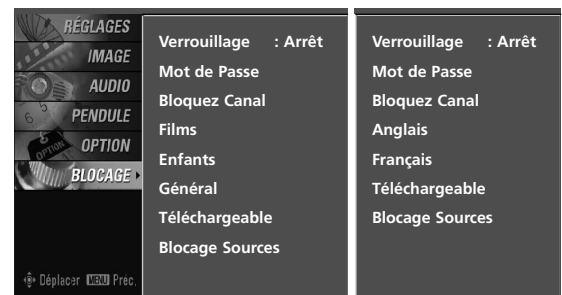 RÉGLAGES
IMAGE
AUDIO
PENDULE
OPTION
BLOCAGE
Déplacer MENU Préc.
Verrouillage : Arrêt
Mot de Passe
Bloquez Canal
Films
Enfants
Général
Téléchargeable
Blocage Sources
Verrouillage : Arrêt
Mot de Passe
Bloquez Canal
Anglais
Français
Téléchargeable
Blocage Sources